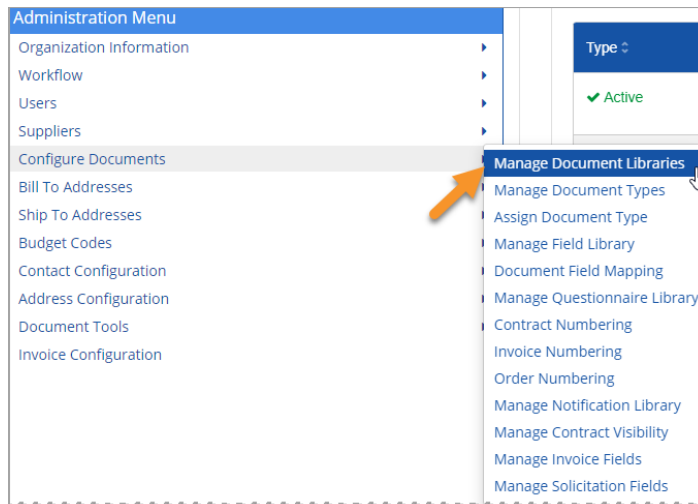 Administration Menu
Organization Information
Workflow
Users
Suppliers
Configure Documents
Bill To Addresses
Ship To Addresses
Budget Codes
Contact Configuration
Address Configuration
Document Tools
Invoice Configuration
Type
Active
Manage Document Libraries
Manage Document Types
Assign Document Type
Manage Field Library
Document Field Mapping
Manage Questionnaire Library
Contract Numbering
Invoice Numbering
Order Numbering
Manage Notification Library
Manage Contract Visibility
Manage Invoice Fields
Manage Solicitation Fields